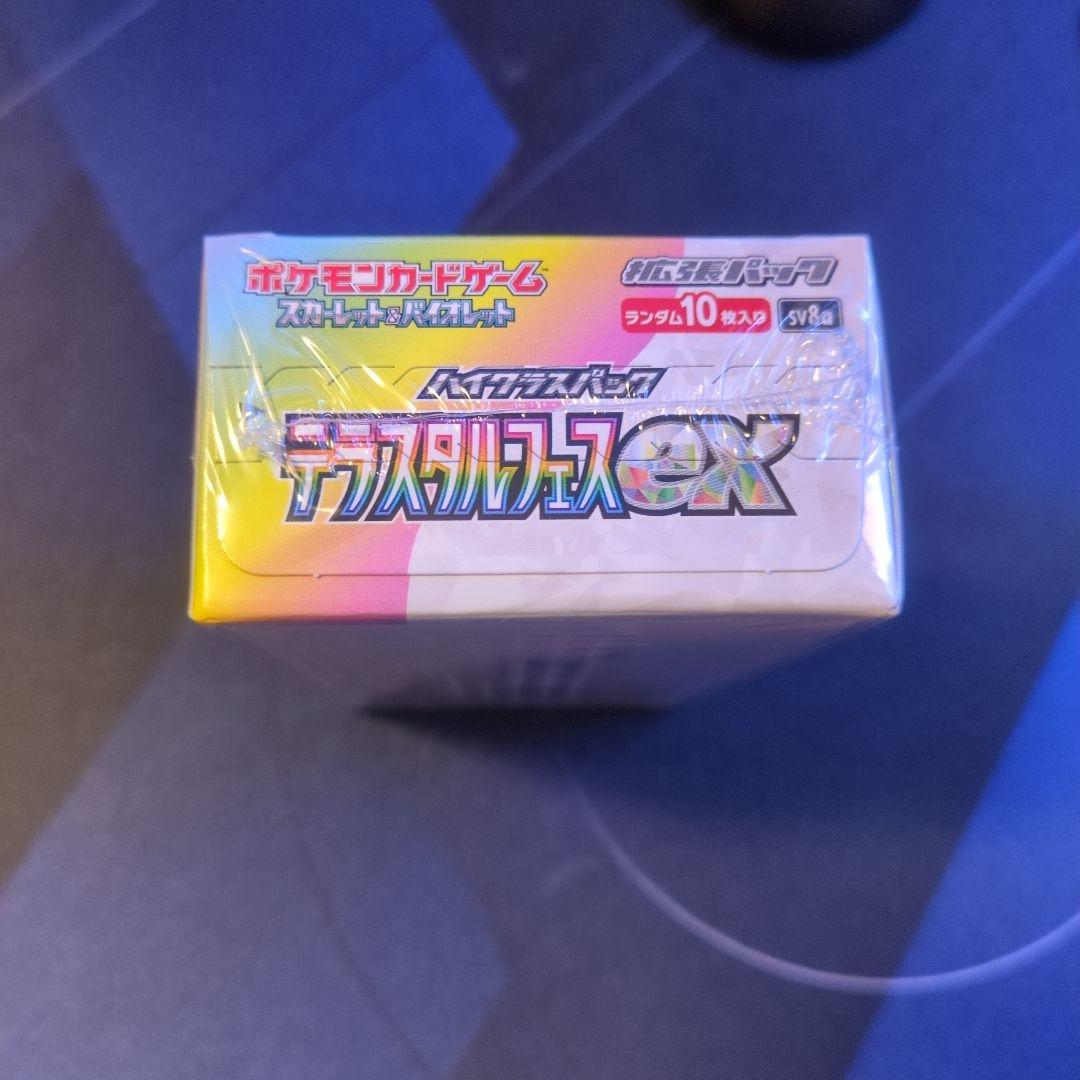 ポケモンカードゲーム™
スカーレット&バイオレット
拡張パック
ランダム10枚入り
SV8a
ハイクラスパック
テラスタルフェスex